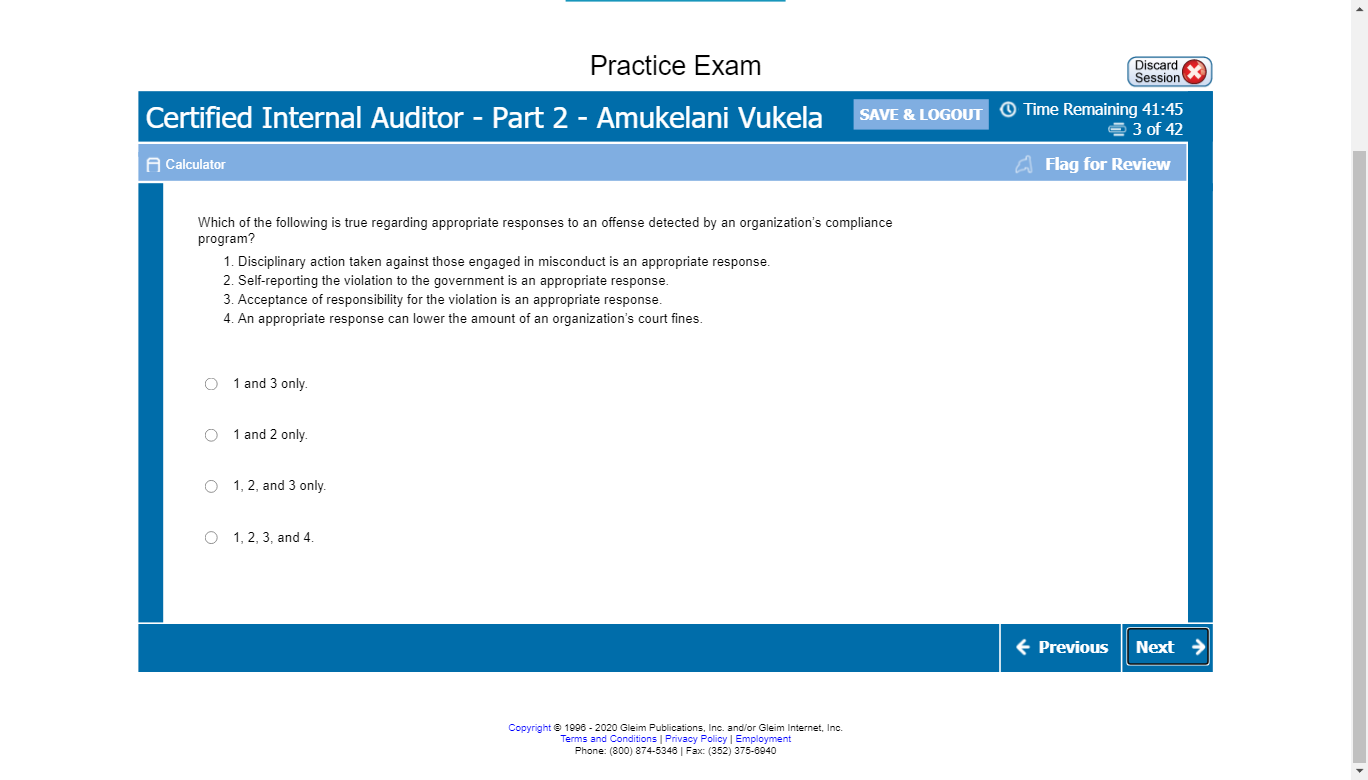 Practice Exam
Discard
Session
Certified Internal Auditor - Part 2 - Amukelani Vukela
SAVE & LOGOUT
Time Remaining 41:45
3 of 42
Calculator
Flag for Review
Which of the following is true regarding appropriate responses to an offense detected by an organization's compliance
program?
1. Disciplinary action taken against those engaged in misconduct is an appropriate response.
2. Self-reporting the violation to the government is an appropriate response.
3. Acceptance of responsibility for the violation is an appropriate response.
4. An appropriate response can lower the amount of an organization's court fines.
1 and 3 only.
1 and 2 only.
1, 2, and 3 only.
1, 2, 3, and 4.
Previous
Next
Copyright © 1996 - 2020 Gleim Publications, Inc. and/or Gleim Internet, Inc.
Terms and Conditions | Privacy Policy | Employment
Phone: (800) 874-5346 | Fax: (352) 375-6940